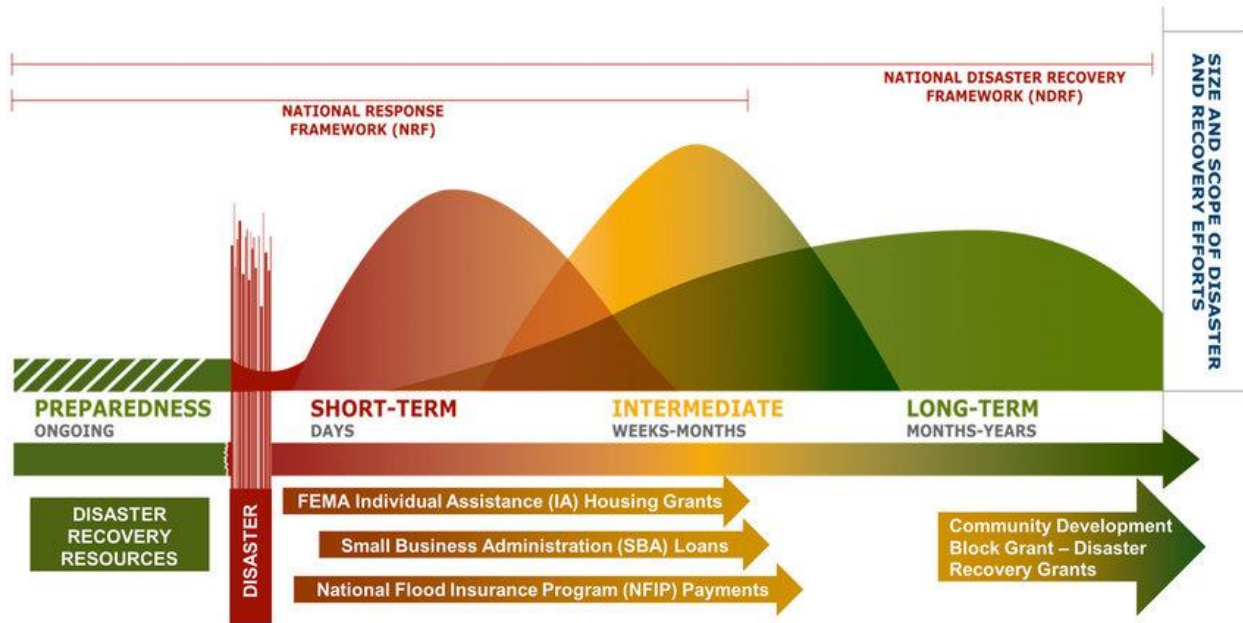 NATIONAL DISASTER RECOVERY
FRAMEWORK (NDRF)
NATIONAL RESPONSE
FRAMEWORK (NRF)
SIZE AND SCOPE OF DISASTER
AND RECOVERY EFFORTS
PREPAREDNESS
ONGOING
SHORT-TERM
DAYS
INTERMEDIATE
WEEKS-MONTHS
LONG-TERM
MONTHS-YEARS
DISASTER
RECOVERY
RESOURCES
DISASTER
FEMA Individual Assistance (IA) Housing Grants
Small Business Administration (SBA) Loans
National Flood Insurance Program (NFIP) Payments
Community Development
Block Grant – Disaster
Recovery Grants